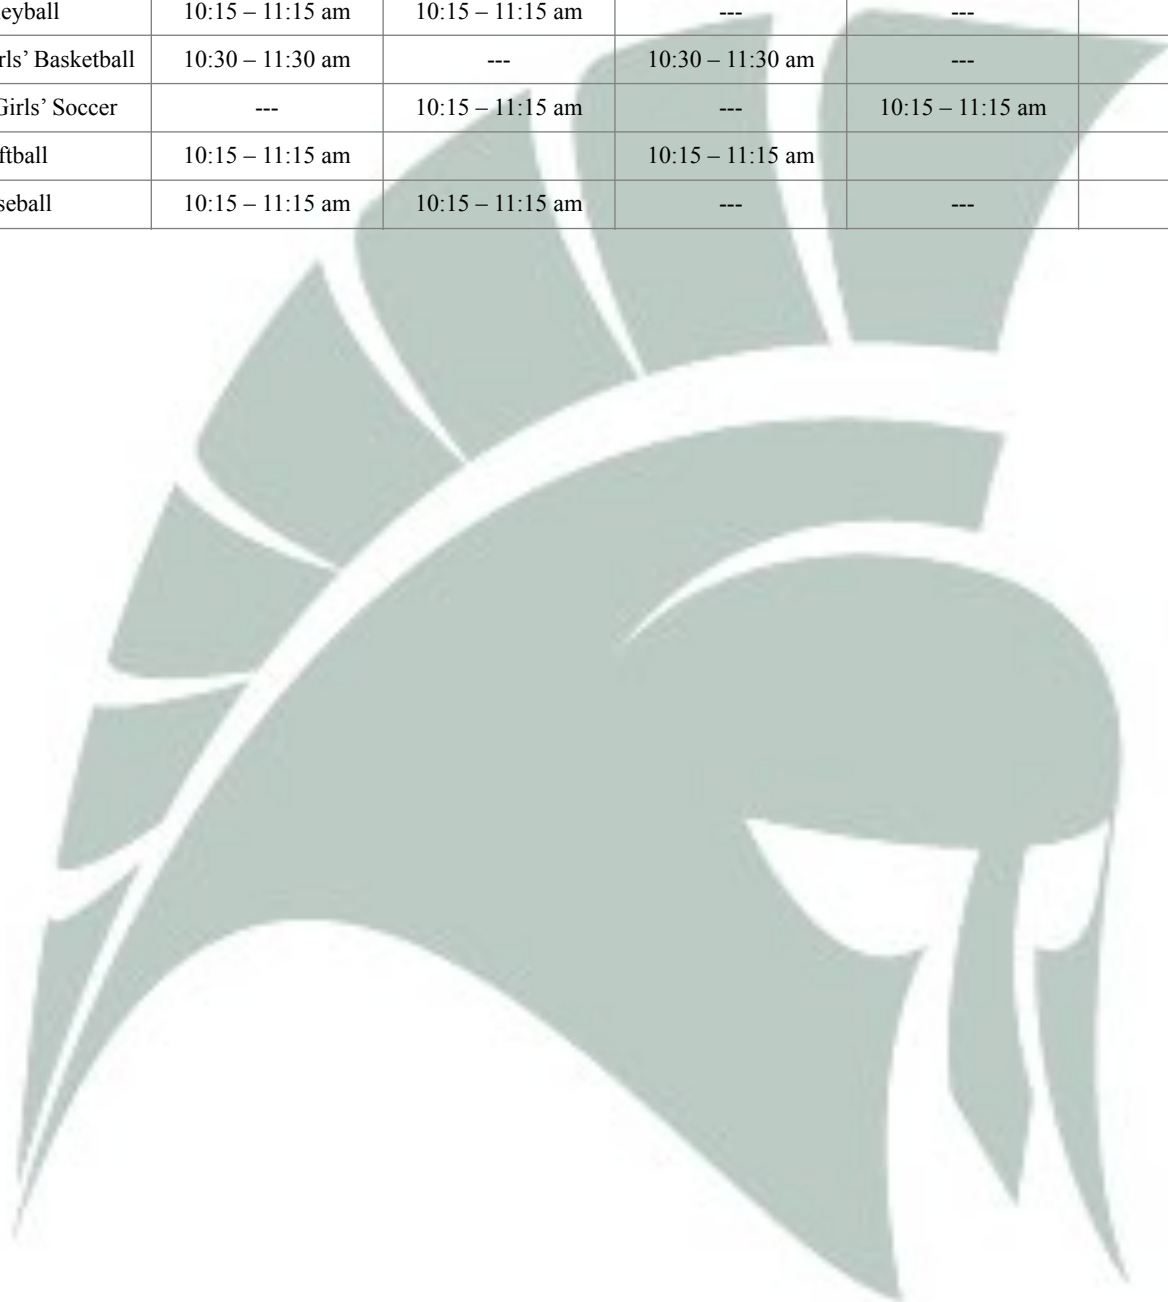 eyball 10:15 – 11:15 am 10:15 – 11:15 am --- ---
rls’ Basketball 10:30 – 11:30 am --- 10:30 – 11:30 am ---
Girls’ Soccer --- 10:15 – 11:15 am --- 10:15 – 11:15 am
ftball 10:15 – 11:15 am 10:15 – 11:15 am
seball 10:15 – 11:15 am 10:15 – 11:15 am --- ---